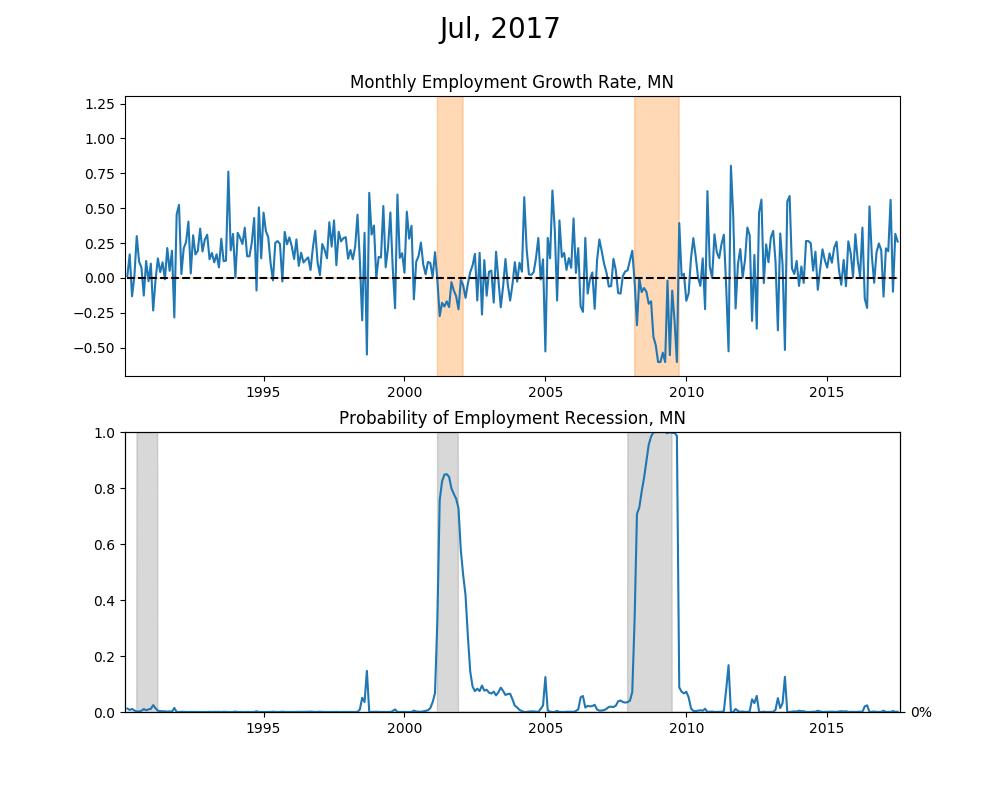 Jul, 2017
Monthly Employment Growth Rate, MN
1.25
1.00
0.75
0.50
0.25
0.00
−0.25
−0.50
1995 2000 2005 2010 2015
Probability of Employment Recession, MN
1.0
0.8
0.6
0.4
0.2
0.0 0%
1995 2000 2005 2010 2015